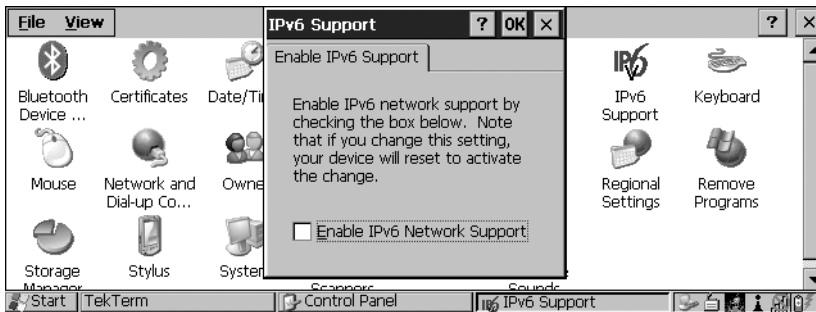 File View
IPv6 Support ? OK ×
? ×
Enable IPv6 Support
Bluetooth Device ...
Certificates
IPv6 Support
Keyboard
Enable IPv6 network support by
checking the box below. Note
that if you change this setting,
your device will reset to activate
the change.
Enable IPv6 Network Support
Mouse
Network and Dial-up Co...
Regional Settings
Remove Programs
Storage Manager
Stylus
Start
TekTerm
Control Panel
IPv6 Support